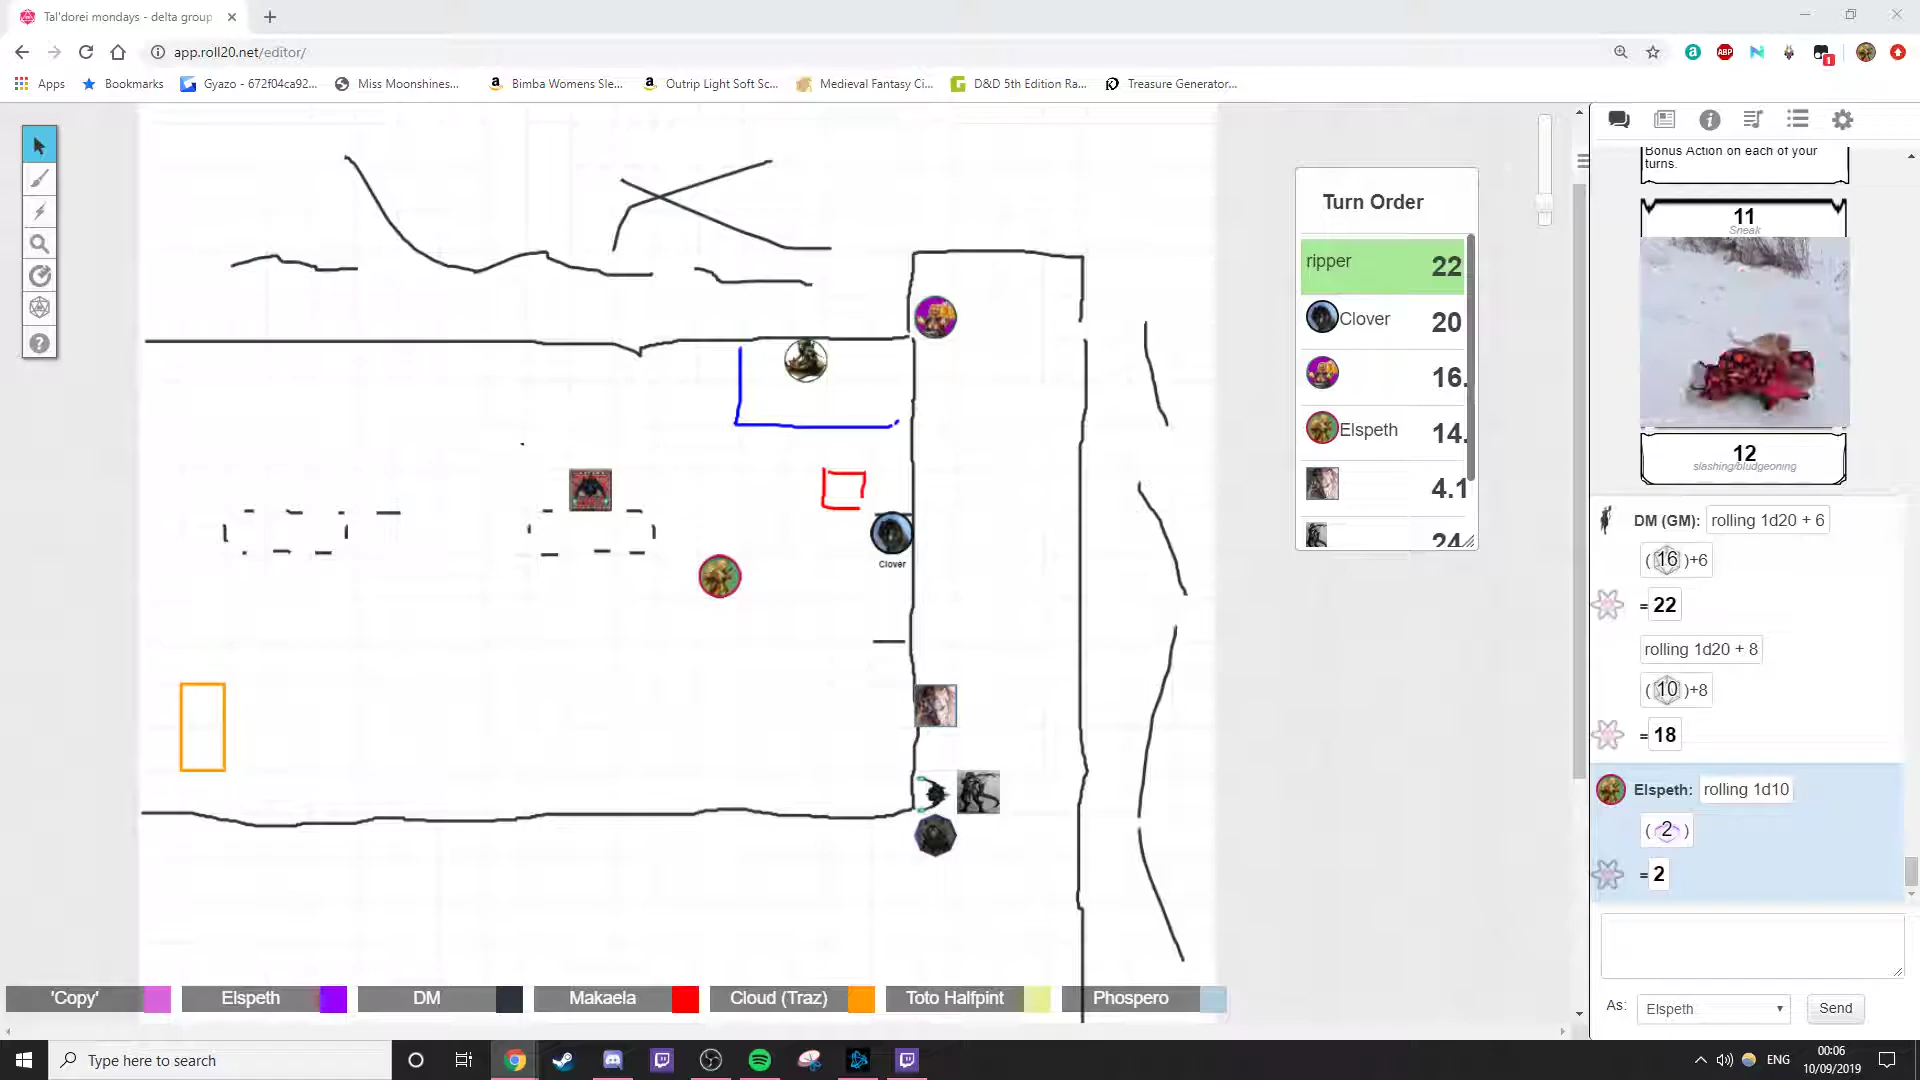 Tal'dorei mondays - delta group
app.roll20.net/editor/
Apps
Bookmarks
Gyazo - 672f04ca92...
Miss Moonshines...
Bimba Womens Sle...
Outrip Light Soft Sc...
Medieval Fantasy Ci...
D&D 5th Edition Ra...
Treasure Generator...
ABP
1
Turn Order
ripper 22
Clover 20
16.
Elspeth 14.
4.1
24
Clover
Bonus Action on each of your
turns.
11
Sneak
12
slashing/bludgeoning
DM (GM): rolling 1d20 + 6
(16)+6
=22
rolling 1d20 + 8
(10)+8
=18
Elspeth: rolling 1d10
(2)
=2
As: Elspeth
Send
'Copy'
Elspeth
DM
Makaela
Cloud (Traz)
Toto Halfpint
Phospero
Type here to search
ENG
00:06
10/09/2019